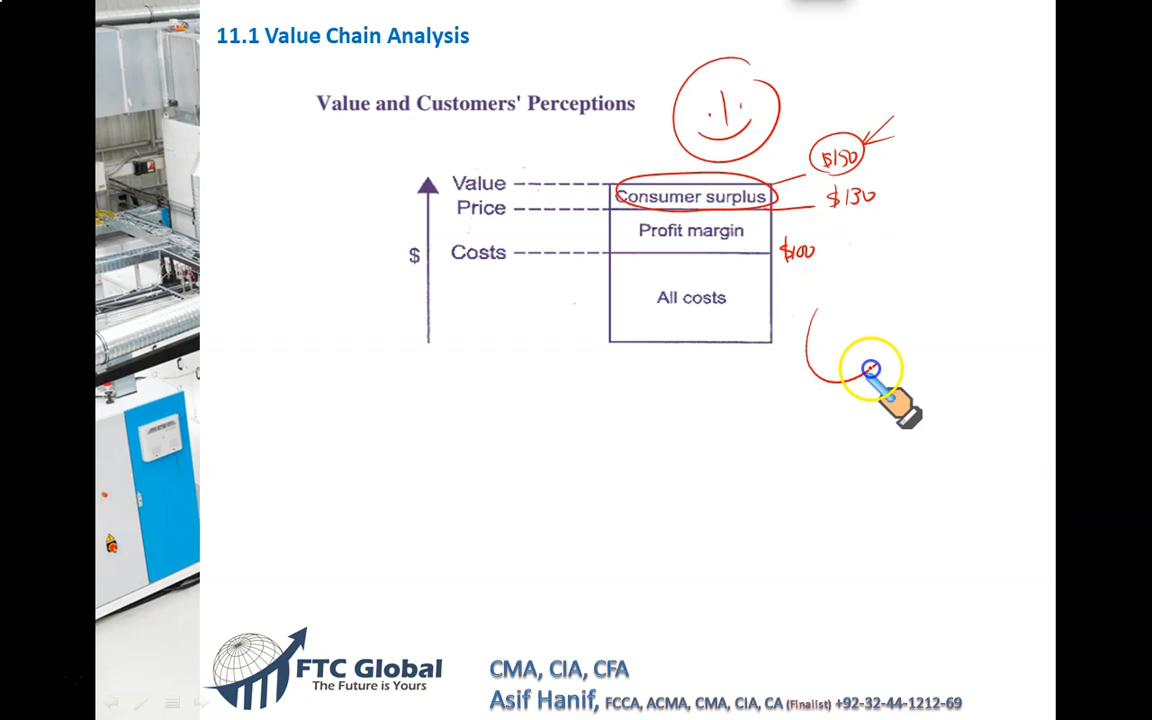 11.1 Value Chain Analysis
Value and Customers' Perceptions
$150
Value
Consumer surplus
$130
Price
Profit margin
$
Costs
$100
All costs
FTC Global
The Future is Yours
CMA, CIA, CFA
Asif Hanif, FCCA, ACMA, CMA, CIA, CA (Finalist) +92-32-44-1212-69